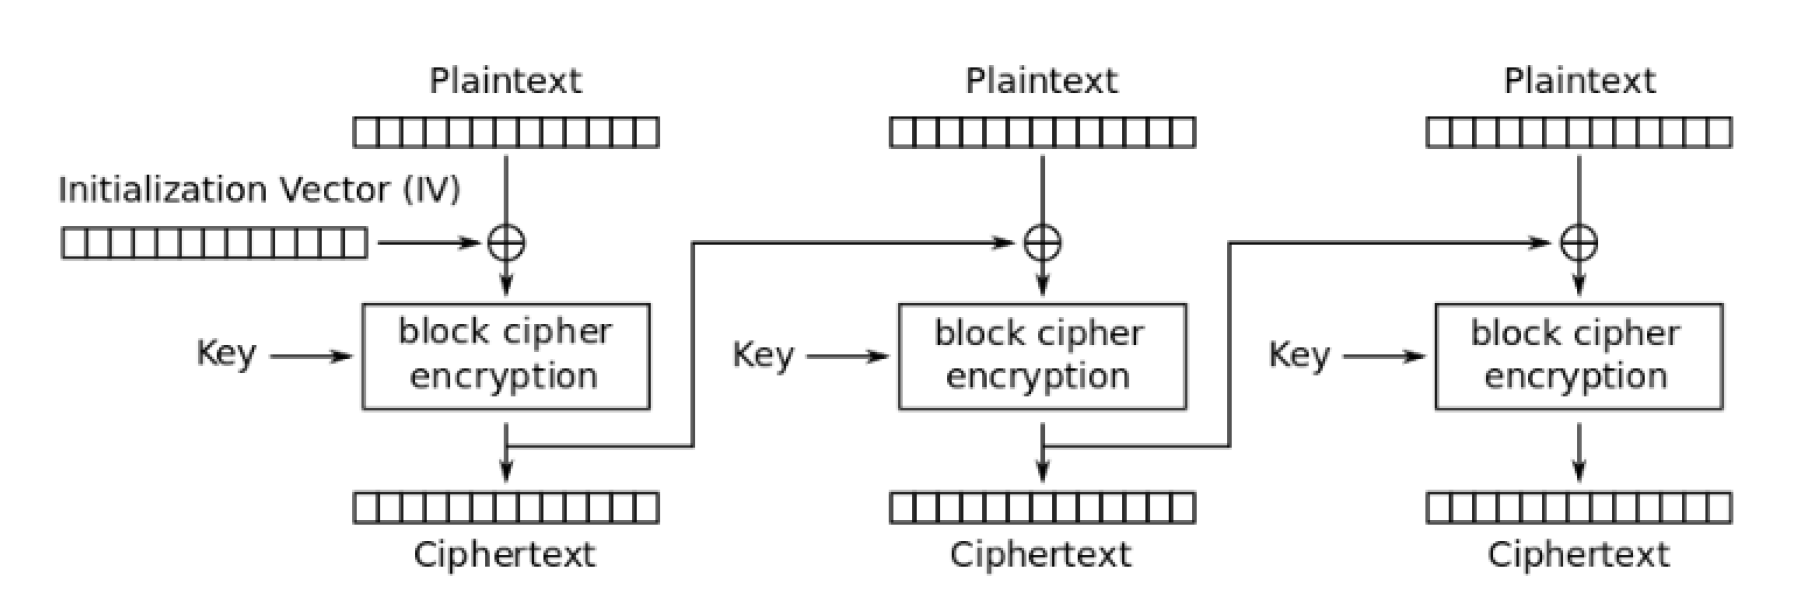 Plaintext
Plaintext
Plaintext
Initialization Vector (IV)
Key
block cipher
encryption
Key
block cipher
encryption
Key
block cipher
encryption
Ciphertext
Ciphertext
Ciphertext